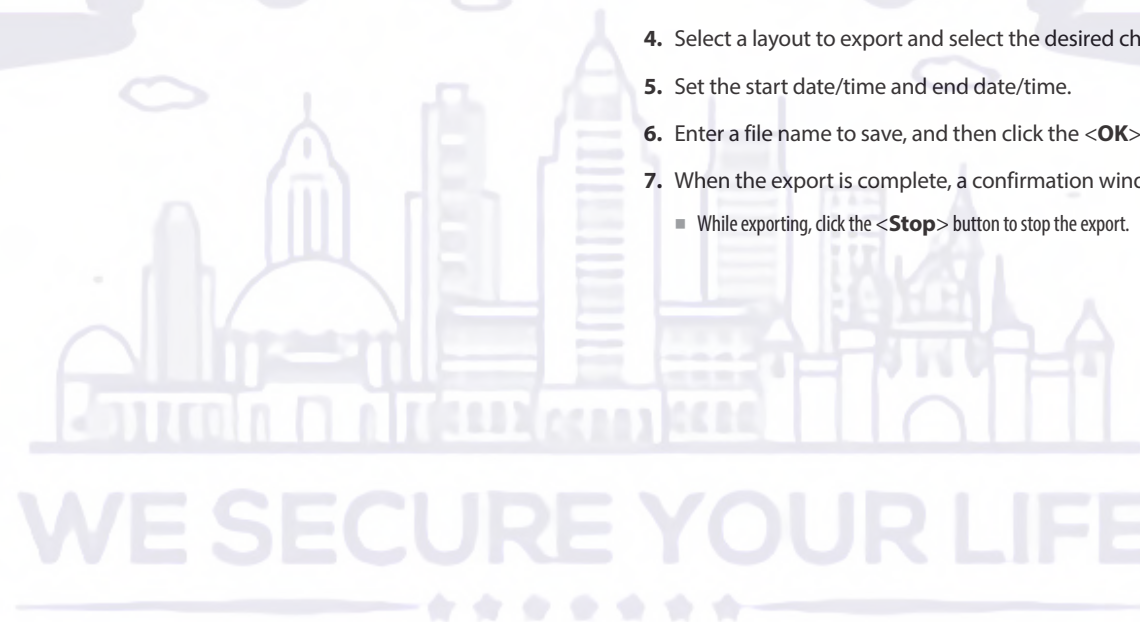 4. Select a layout to export and select the desired
5. Set the start date/time and end date/time.
6. Enter a file name to save, and then click the <OK>
7. When the export is complete, a confirmation
■ While exporting, click the <Stop> button to stop the export.
WE SECURE YOUR LIFE